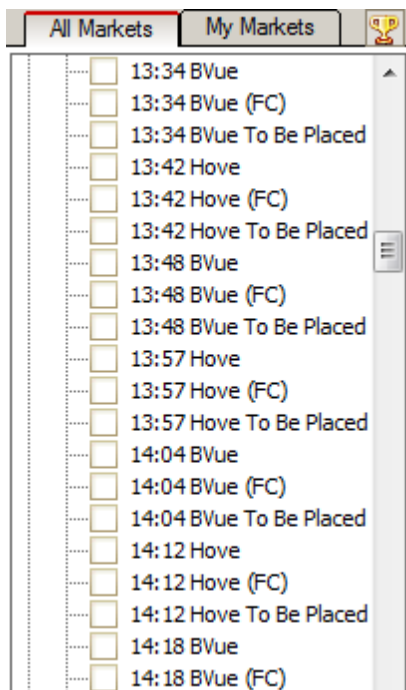 All Markets My Markets
13:34 BVue
13:34 BVue (FC)
13:34 BVue To Be Placed
13:42 Hove
13:42 Hove (FC)
13:42 Hove To Be Placed
13:48 BVue
13:48 BVue (FC)
13:48 BVue To Be Placed
13:57 Hove
13:57 Hove (FC)
13:57 Hove To Be Placed
14:04 BVue
14:04 BVue (FC)
14:04 BVue To Be Placed
14:12 Hove
14:12 Hove (FC)
14:12 Hove To Be Placed
14:18 BVue
14:18 BVue (FC)